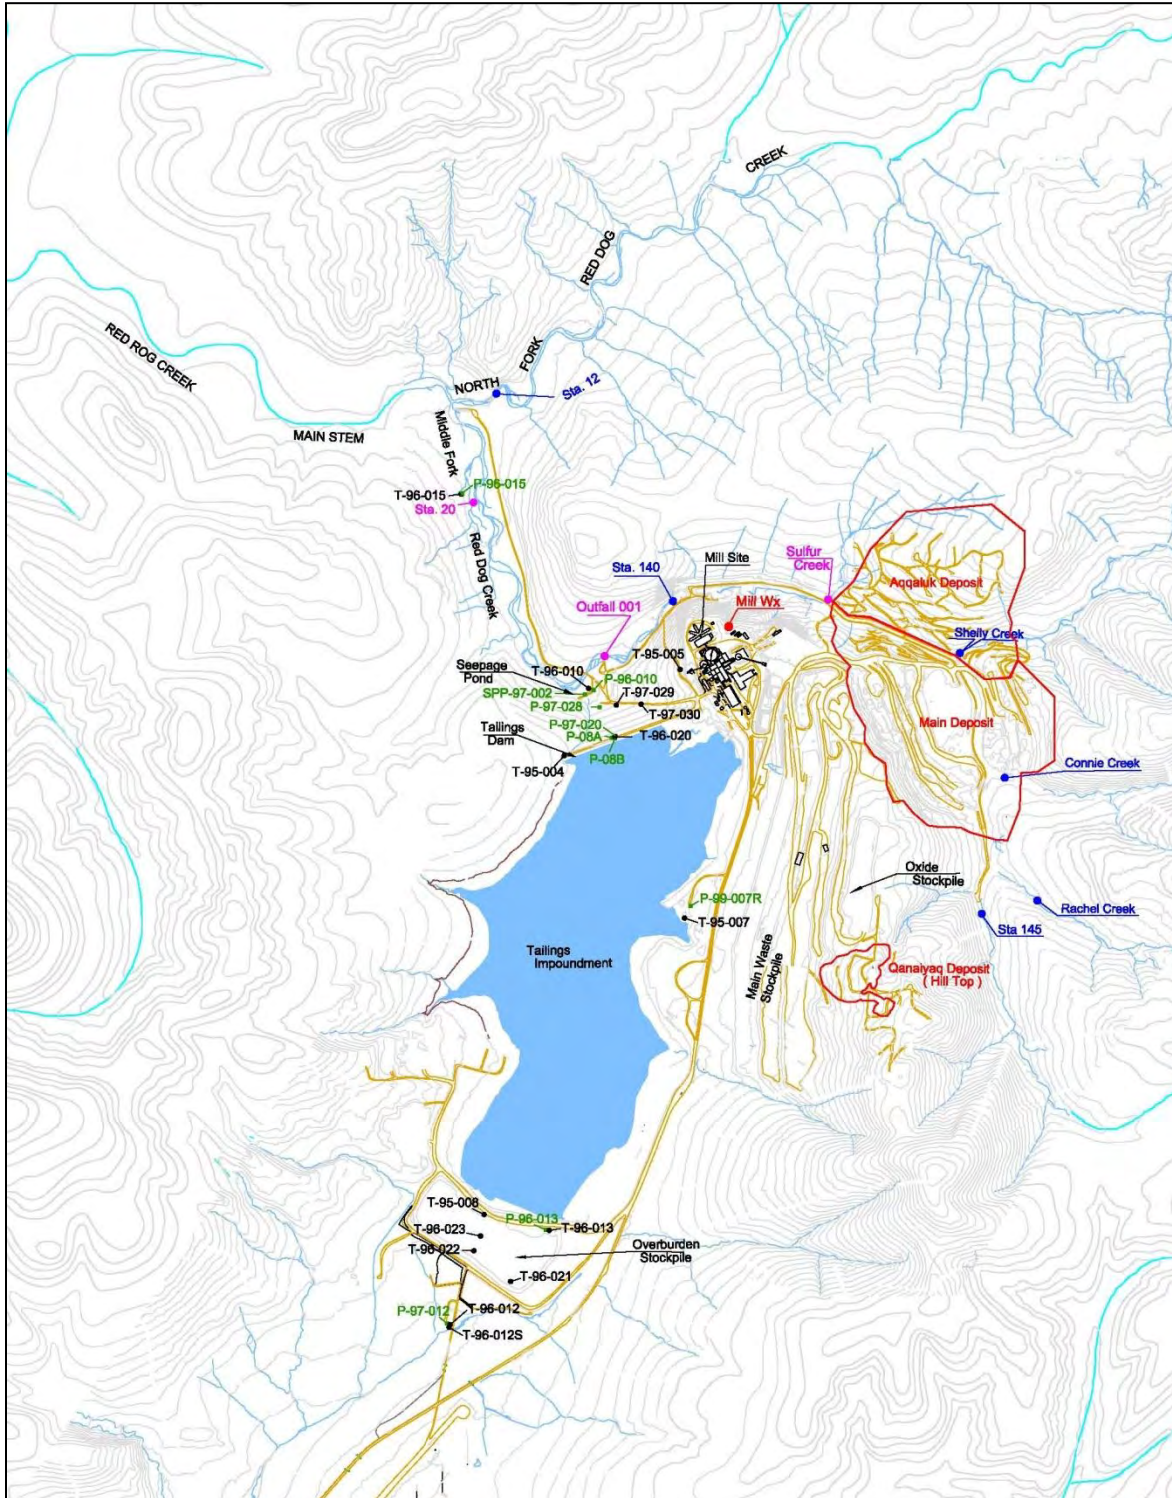 CREEK
RED DOG
FORK
NORTH
Sta. 12
RED ROG CREEK
MAIN STEM
Middle Fork
P-96-015
T-96-015
Sta. 20
Red Dog Creek
Sulfur
Creek
Aqqaluk Deposit
Mill Site
Sta. 140
Mill Wx
Outfall 001
Shelly Creek
T-95-005
Seepage
Pond
T-96-010
P-96-010
SPP-97-002
T-97-029
P-97-028
T-97-030
P-97-020
P-08A
T-96-020
Tailings
Dam
P-08B
T-95-004
Main Deposit
Connie Creek
Oxide
Stockpile
P-99-007R
T-95-007
Rachel Creek
Sta 145
Tailings
Impoundment
Main Waste
Stockpile
Qanaiyaq Deposit
( Hill Top )
T-95-008
P-96-013
T-96-013
T-96-023
T-96-022
Overburden
Stockpile
T-96-021
P-97-012
T-96-012
T-96-012S